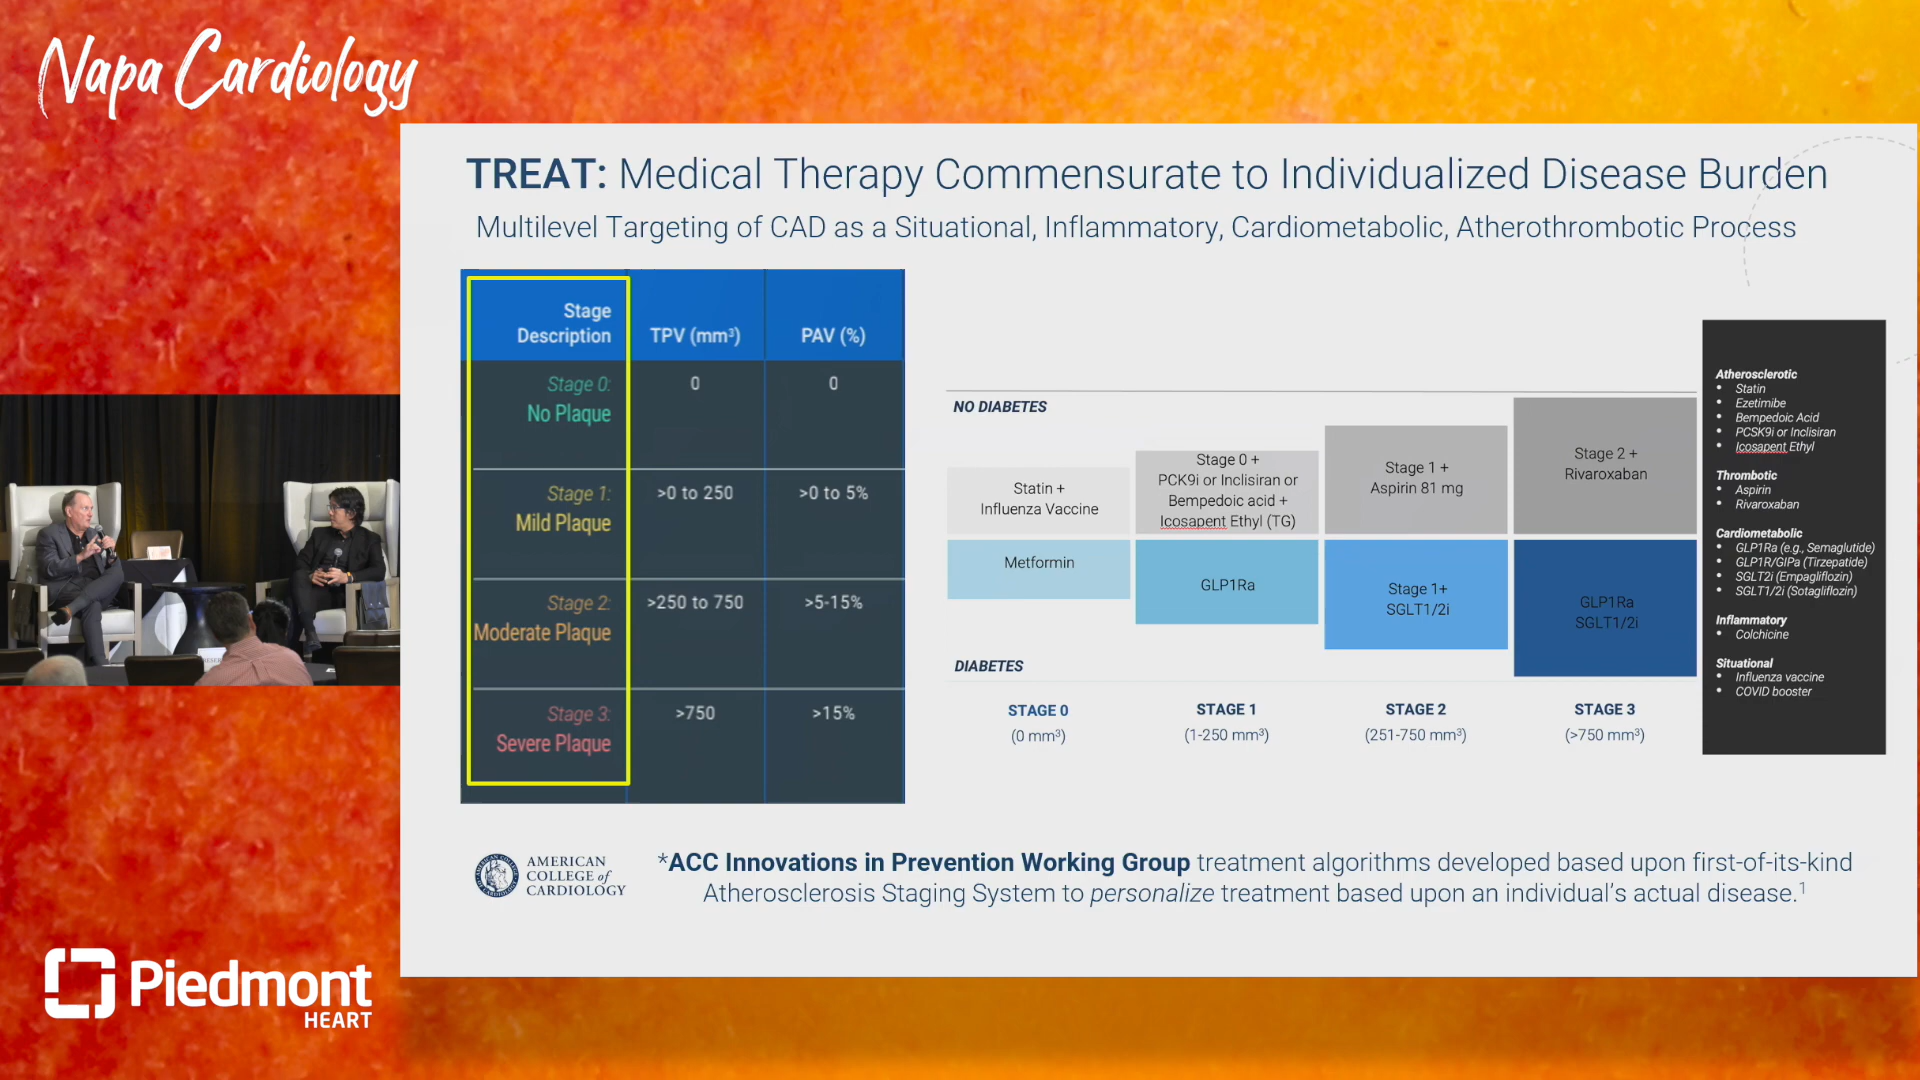 Napa Cardiology
TREAT: Medical Therapy Commensurate to Individualized Disease Burden
Multilevel Targeting of CAD as a Situational, Inflammatory, Cardiometabolic, Atherothrombotic Process
Stage
Description
TPV (mm³)
PAV (%)
Stage 0:
No Plaque
0
0
Stage 1:
Mild Plaque
>0 to 250
>0 to 5%
Stage 2:
Moderate Plaque
>250 to 750
>5-15%
Stage 3:
Severe Plaque
>750
>15%
NO DIABETES
Statin +
Influenza Vaccine
Stage 0 +
PCK9i or Inclisiran or
Bempedoic acid +
Icosapent Ethyl (TG)
Stage 1 +
Aspirin 81 mg
Stage 2 +
Rivaroxaban
Metformin
GLP1Ra
Stage 1+
SGLT1/2i
GLP1Ra
SGLT1/2i
DIABETES
STAGE 0
(0 mm³)
STAGE 1
(1-250 mm³)
STAGE 2
(251-750 mm³)
STAGE 3
(>750 mm³)
Atherosclerotic
• Statin
• Ezetimibe
• Bempedoic Acid
• PCSK9i or Inclisiran
• Icosapent Ethyl
Thrombotic
• Aspirin
• Rivaroxaban
Cardiometabolic
• GLP1Ra (e.g., Semaglutide)
• GLP1R/GIPa (Tirzepatide)
• SGLT2i (Empagliflozin)
• SGLT1/2i (Sotagliflozin)
Inflammatory
• Colchicine
Situational
• Influenza vaccine
• COVID booster
AMERICAN
COLLEGE of
CARDIOLOGY
*ACC Innovations in Prevention Working Group treatment algorithms developed based upon first-of-its-kind
Atherosclerosis Staging System to personalize treatment based upon an individual's actual disease.¹
Piedmont
HEART